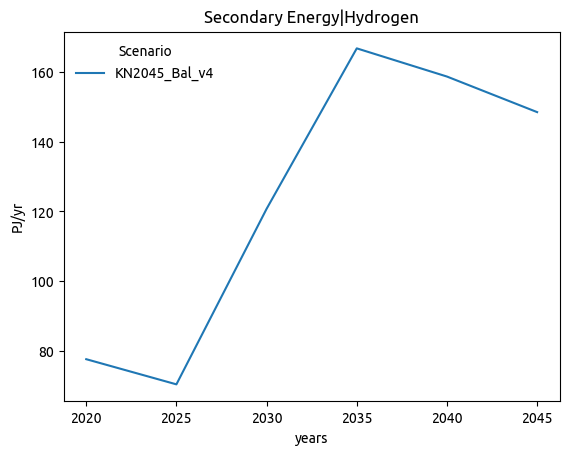 Secondary Energy|Hydrogen
Scenario
KN2045_Bal_v4
PJ/yr
160
140
120
100
80
2020 2025 2030 2035 2040 2045
years